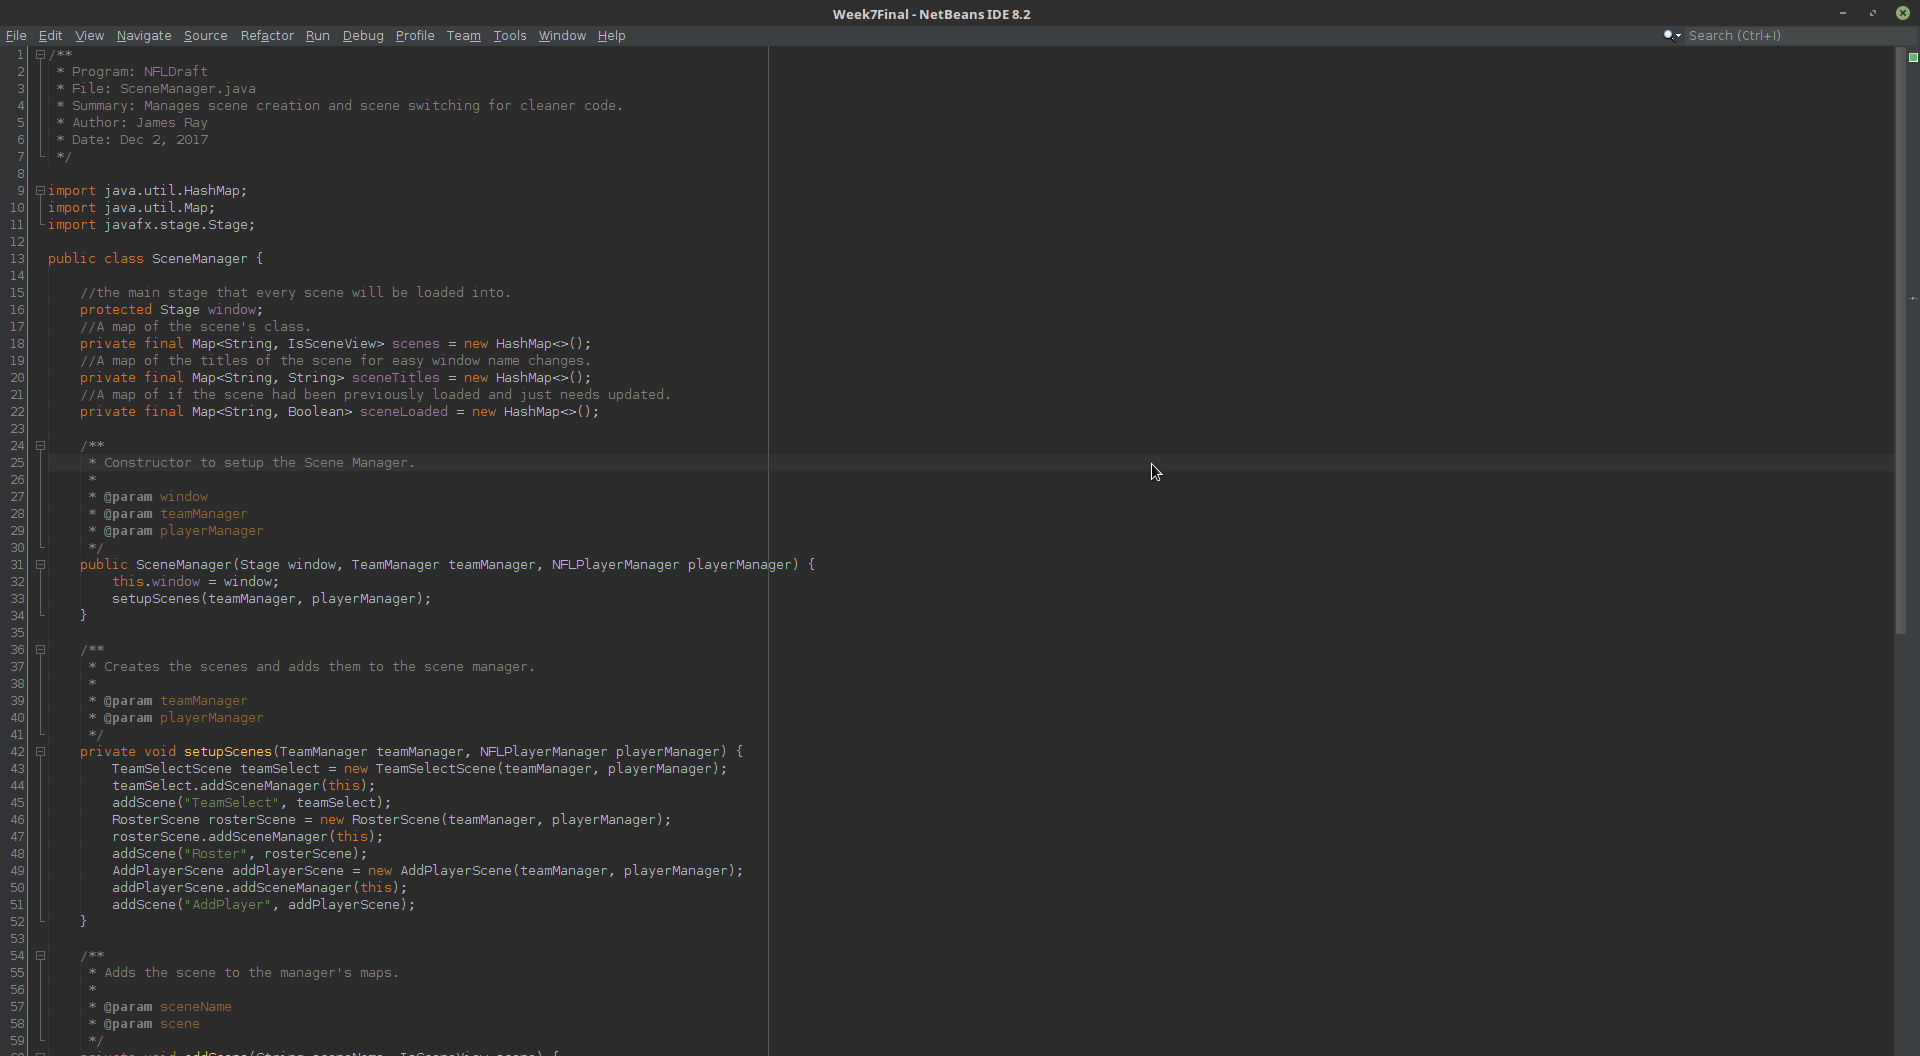 Week7Final - NetBeans IDE 8.2
File Edit View Navigate Source Refactor Run Debug Profile Team Tools Window Help Search (Ctrl+I)
1 /**
2 * Program: NFLDraft
3 * File: SceneManager.java
4 * Summary: Manages scene creation and scene switching for cleaner code.
5 * Author: James Ray
6 * Date: Dec 2, 2017
7 */
8
9 import java.util.HashMap;
10 import java.util.Map;
11 import javafx.stage.Stage;
12
13 public class SceneManager {
14
15 //the main stage that every scene will be loaded into.
16 protected Stage window;
17 //A map of the scene's class.
18 private final Map<String, IsSceneView> scenes = new HashMap<>();
19 //A map of the titles of the scene for easy window name changes.
20 private final Map<String, String> sceneTitles = new HashMap<>();
21 //A map of if the scene had been previously loaded and just needs updated.
22 private final Map<String, Boolean> sceneLoaded = new HashMap<>();
23
24 /**
25 * Constructor to setup the Scene Manager.
26 *
27 * @param window
28 * @param teamManager
29 * @param playerManager
30 */
31 public SceneManager(Stage window, TeamManager teamManager, NFLPlayerManager playerManager) {
32 this.window = window;
33 setupScenes(teamManager, playerManager);
34 }
35
36 /**
37 * Creates the scenes and adds them to the scene manager.
38 *
39 * @param teamManager
40 * @param playerManager
41 */
42 private void setupScenes(TeamManager teamManager, NFLPlayerManager playerManager) {
43 TeamSelectScene teamSelect = new TeamSelectScene(teamManager, playerManager);
44 teamSelect.addSceneManager(this);
45 addScene("TeamSelect", teamSelect);
46 RosterScene rosterScene = new RosterScene(teamManager, playerManager);
47 rosterScene.addSceneManager(this);
48 addScene("Roster", rosterScene);
49 AddPlayerScene addPlayerScene = new AddPlayerScene(teamManager, playerManager);
50 addPlayerScene.addSceneManager(this);
51 addScene("AddPlayer", addPlayerScene);
52 }
53
54 /**
55 * Adds the scene to the manager's maps.
56 *
57 * @param sceneName
58 * @param scene
59 */
60 private void addScene(String sceneName, IsSceneView scene) {